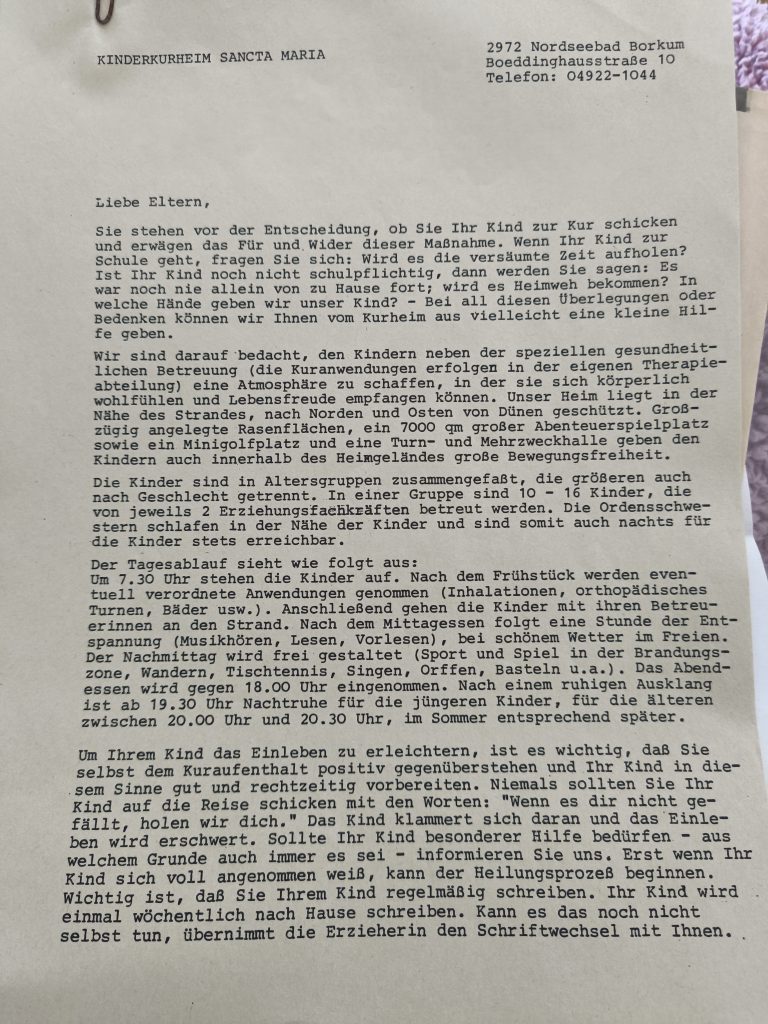 KINDERKURHEIM SANCTA MARIA
2972 Nordseebad Borkum
Boeddinghausstraße 10
Telefon: 04922-1044
Liebe Eltern,
Sie stehen vor der Entscheidung, ob Sie Ihr Kind zur Kur schicken
und erwägen das Für und Wider dieser Maßnahme. Wenn Ihr Kind zur
Schule geht, fragen Sie sich: Wird es die versäumte Zeit aufholen?
Ist Ihr Kind noch nicht schulpflichtig, dann werden Sie sagen: Es
war noch nie allein von zu Hause fort; wird es Heimweh bekommen? In
welche Hände geben wir unser Kind? - Bei all diesen Überlegungen oder
Bedenken können wir Ihnen vom Kurheim aus vielleicht eine kleine Hil-
fe geben.
Wir sind darauf bedacht, den Kindern neben der speziellen gesundheit-
lichen Betreuung (die Kuranwendungen erfolgen in der eigenen Therapie-
abteilung) eine Atmosphäre zu schaffen, in der sie sich körperlich
wohlfühlen und Lebensfreude empfangen können. Unser Heim liegt in der
Nähe des Strandes, nach Norden und Osten von Dünen geschützt. Groß-
zügig angelegte Rasenflächen, ein 7000 qm großer Abenteuerspielplatz
sowie ein Minigolfplatz und eine Turn- und Mehrzweckhalle geben den
Kindern auch innerhalb des Heimgeländes große Bewegungsfreiheit.
Die Kinder sind in Altersgruppen zusammengefaßt, die größeren auch
nach Geschlecht getrennt. In einer Gruppe sind 10 - 16 Kinder, die
von jeweils 2 Erziehungsfachkräften betreut werden. Die Ordensschwe-
stern schlafen in der Nähe der Kinder und sind somit auch nachts für
die Kinder stets erreichbar.
Der Tagesablauf sieht wie folgt aus:
Um 7.30 Uhr stehen die Kinder auf. Nach dem Frühstück werden even-
tuell verordnete Anwendungen genommen (Inhalationen, orthopädisches
Turnen, Bäder usw.). Anschließend gehen die Kinder mit ihren Betreu-
erinnen an den Strand. Nach dem Mittagessen folgt eine Stunde der Ent-
spannung (Musikhören, Lesen, Vorlesen), bei schönem Wetter im Freien.
Der Nachmittag wird frei gestaltet (Sport und Spiel in der Brandungs-
zone, Wandern, Tischtennis, Singen, Orffen, Basteln u.a.). Das Abend-
essen wird gegen 18.00 Uhr eingenommen. Nach einem ruhigen Ausklang
ist ab 19.30 Uhr Nachtruhe für die jüngeren Kinder, für die älteren
zwischen 20.00 Uhr und 20.30 Uhr, im Sommer entsprechend später.
Um Ihrem Kind das Einleben zu erleichtern, ist es wichtig, daß Sie
selbst dem Kuraufenthalt positiv gegenüberstehen und Ihr Kind in die-
sem Sinne gut und rechtzeitig vorbereiten. Niemals sollten Sie Ihr
Kind auf die Reise schicken mit den Worten: "Wenn es dir nicht ge-
fällt, holen wir dich." Das Kind klammert sich daran und das Einle-
ben wird erschwert. Sollte Ihr Kind besonderer Hilfe bedürfen - aus
welchem Grunde auch immer es sei - informieren Sie uns. Erst wenn Ihr
Kind sich voll angenommen weiß, kann der Heilungsprozeß beginnen.
Wichtig ist, daß Sie Ihrem Kind regelmäßig schreiben. Ihr Kind wird
einmal wöchentlich nach Hause schreiben. Kann es das noch nicht
selbst tun, übernimmt die Erzieherin den Schriftwechsel mit Ihnen.